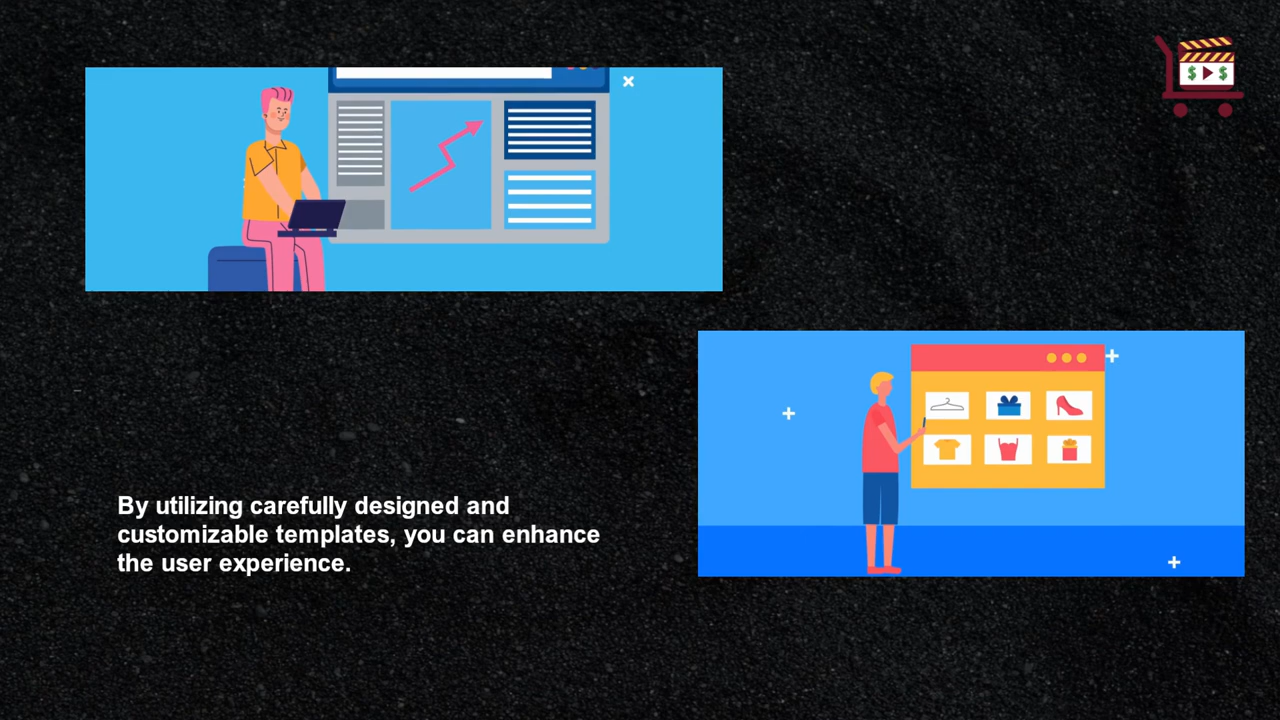 $ $
By utilizing carefully designed and
customizable templates, you can enhance
the user experience.